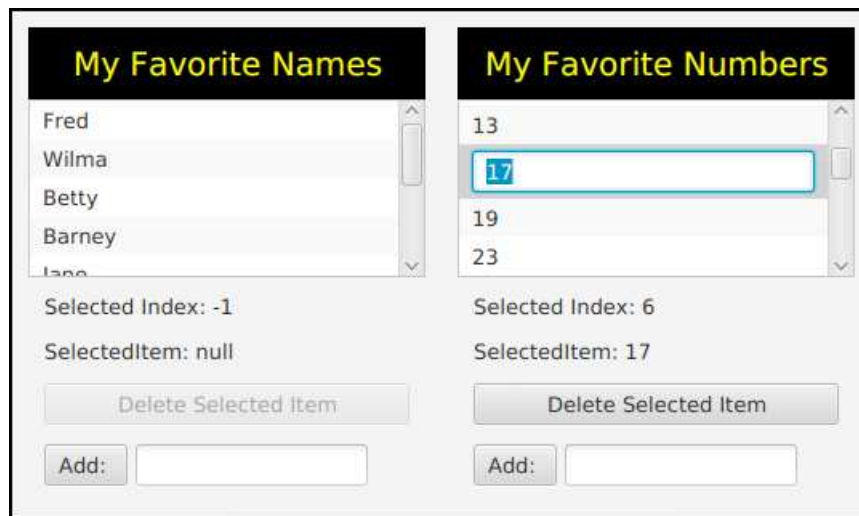 My Favorite Names
Fred
Wilma
Betty
Barney
Jane
Selected Index: -1
SelectedItem: null
Delete Selected Item
Add:
My Favorite Numbers
13
17
19
23
Selected Index: 6
SelectedItem: 17
Delete Selected Item
Add: